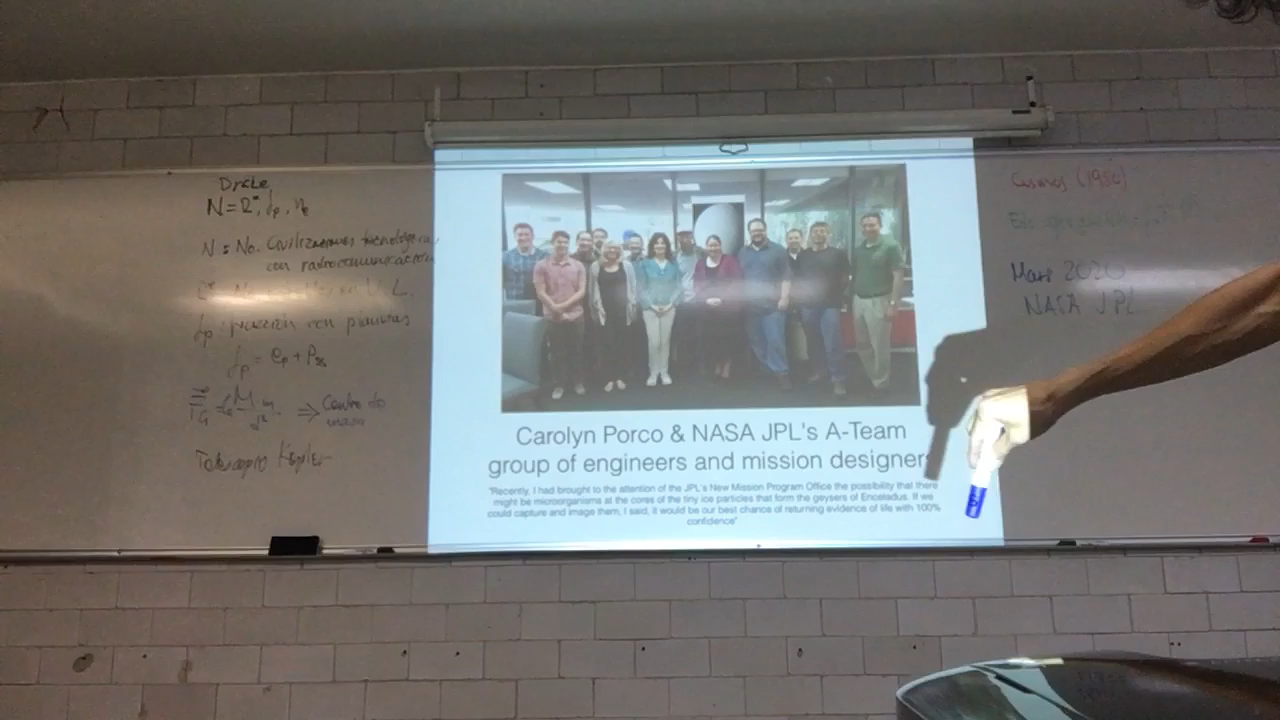 Drake
N = R*, fp, ne
N = No. Civilizaciones
con radiocomunicación
fp: fracción con planetas
fp =
⇒ Centro de
masa
Telescopio Kepler
Carolyn Porco & NASA JPL's A-Team
group of engineers and mission designers
"Recently, I had brought to the attention of the JPL's New Mission Program Office the possibility that there
might be microorganisms at the cores of the tiny ice particles that form the geysers of Enceladus. If we
could capture and image them, I said, it would be our best chance of returning evidence of life with 100%
confidence"
Cosmos (1980)
Mars 2020
NASA JPL